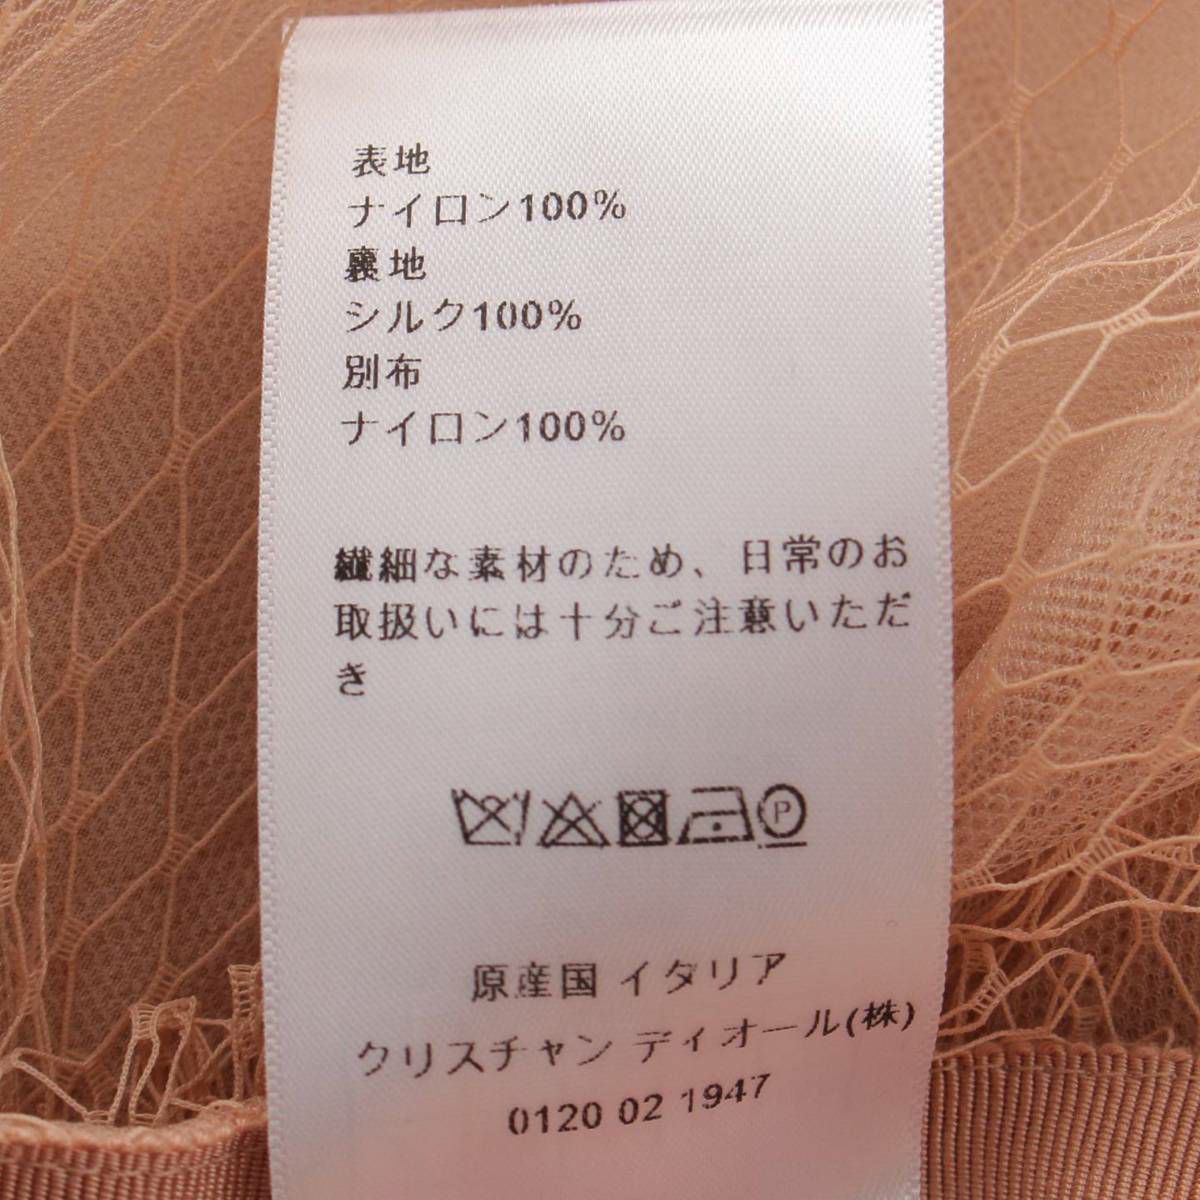 表地
ナイロン100%
裏地
シルク100%
別布
ナイロン100%
繊細な素材のため、日常のお
取扱いには十分ご注意いただ
き
P
原産国 イタリア
クリスチャン ディオール(株)
0120 02 1947